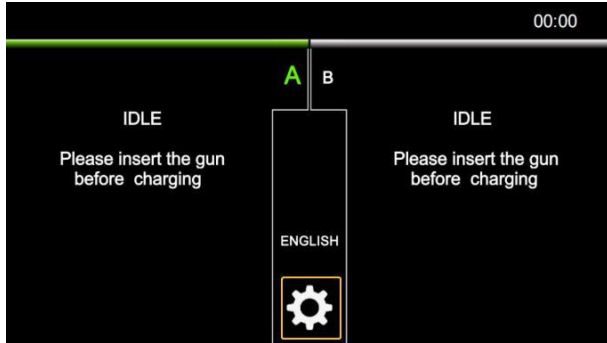 00:00
A B
IDLE
Please insert the gun
before charging
IDLE
Please insert the gun
before charging
ENGLISH